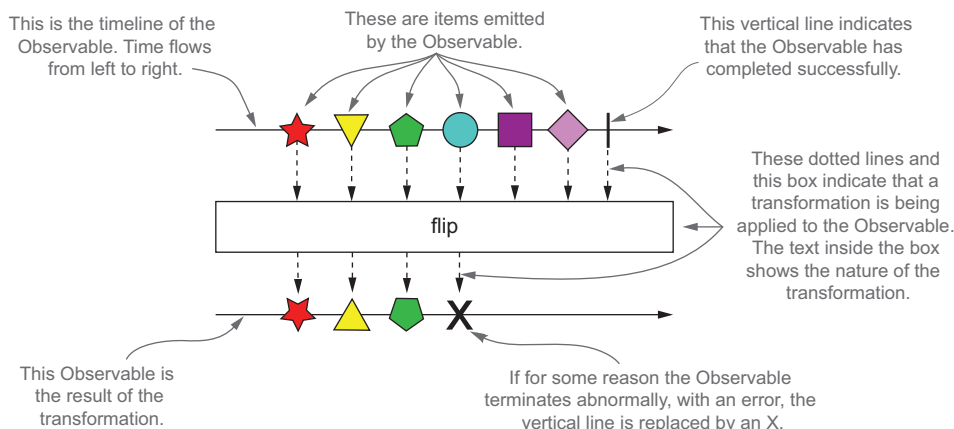 This is the timeline of the
Observable. Time flows
from left to right.
These are items emitted
by the Observable.
This vertical line indicates
that the Observable has
completed successfully.
These dotted lines and
this box indicate that a
transformation is being
applied to the Observable.
The text inside the box
shows the nature of the
transformation.
flip
X
This Observable is
the result of the
transformation.
If for some reason the Observable
terminates abnormally, with an error, the
vertical line is replaced by an X.